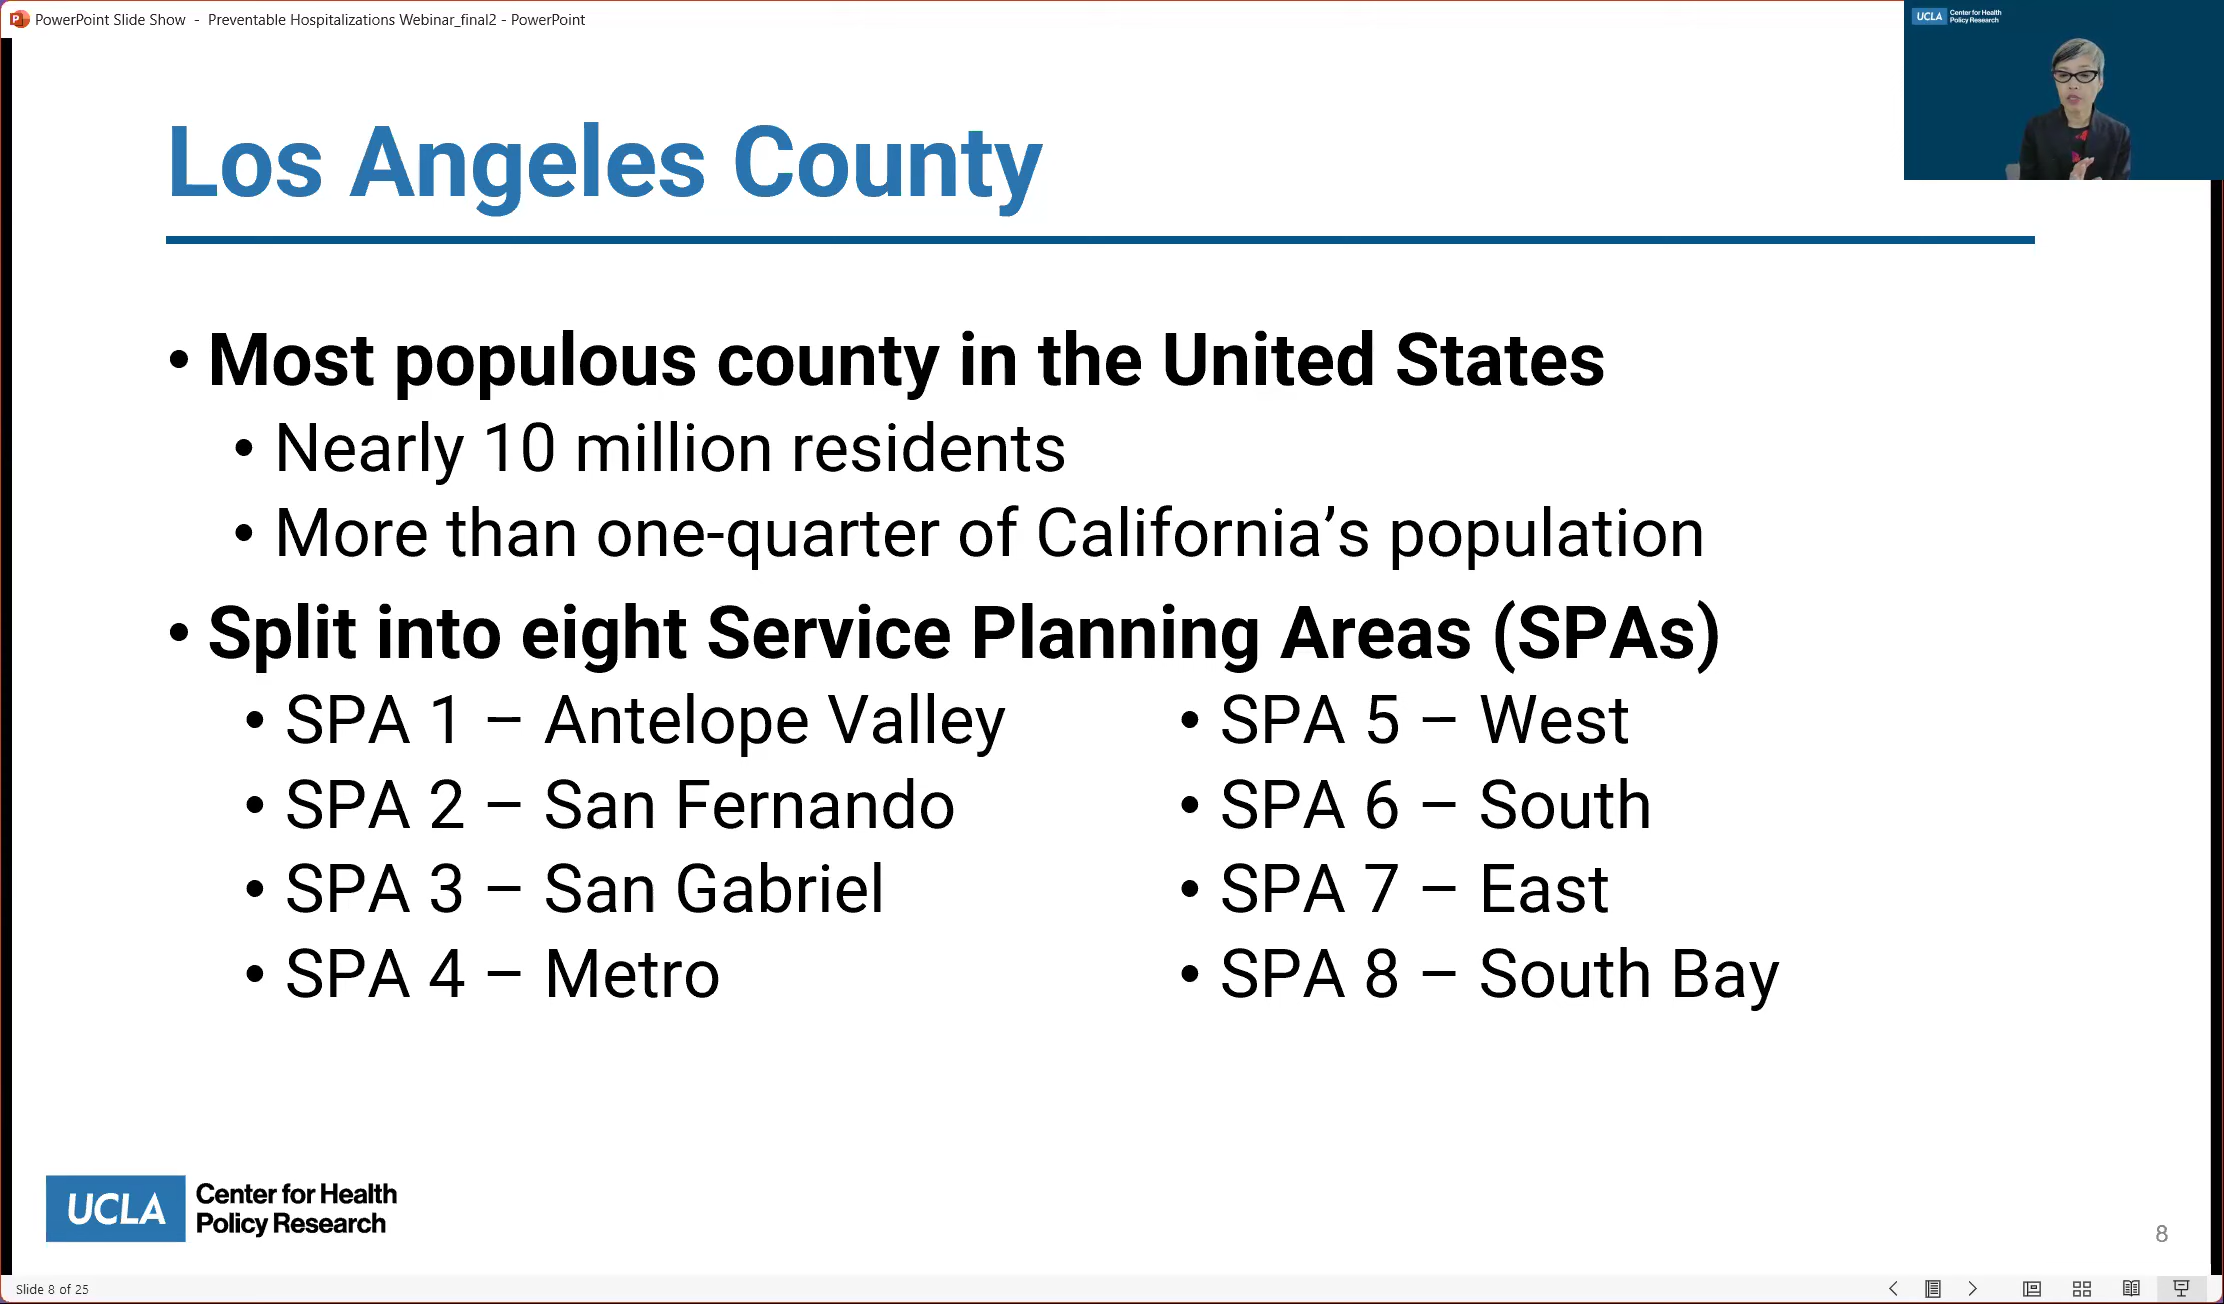 PowerPoint Slide Show - Preventable Hospitalizations Webinar_final2 - PowerPoint
UCLA Center for Health
Policy Research
Los Angeles County
• Most populous county in the United States
• Nearly 10 million residents
• More than one-quarter of California’s population
• Split into eight Service Planning Areas (SPAs)
• SPA 1 – Antelope Valley
• SPA 2 – San Fernando
• SPA 3 – San Gabriel
• SPA 4 – Metro
• SPA 5 – West
• SPA 6 – South
• SPA 7 – East
• SPA 8 – South Bay
UCLA Center for Health
Policy Research
8
Slide 8 of 25